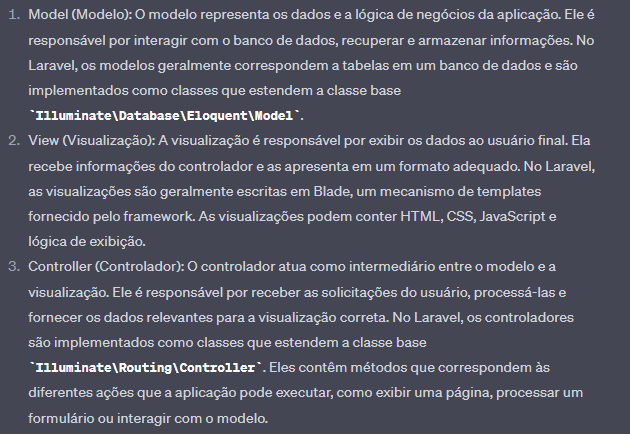 1. Model (Modelo): O modelo representa os dados e a lógica de negócios da aplicação. Ele é
responsável por interagir com o banco de dados, recuperar e armazenar informações. No
Laravel, os modelos geralmente correspondem a tabelas em um banco de dados e são
implementados como classes que estendem a classe base
`Illuminate\Database\Eloquent\Model`.
2. View (Visualização): A visualização é responsável por exibir os dados ao usuário final. Ela
recebe informações do controlador e as apresenta em um formato adequado. No Laravel,
as visualizações são geralmente escritas em Blade, um mecanismo de templates
fornecido pelo framework. As visualizações podem conter HTML, CSS, JavaScript e
lógica de exibição.
3. Controller (Controlador): O controlador atua como intermediário entre o modelo e a
visualização. Ele é responsável por receber as solicitações do usuário, processá-las e
fornecer os dados relevantes para a visualização correta. No Laravel, os controladores
são implementados como classes que estendem a classe base
`Illuminate\Routing\Controller`. Eles contêm métodos que correspondem às
diferentes ações que a aplicação pode executar, como exibir uma página, processar um
formulário ou interagir com o modelo.